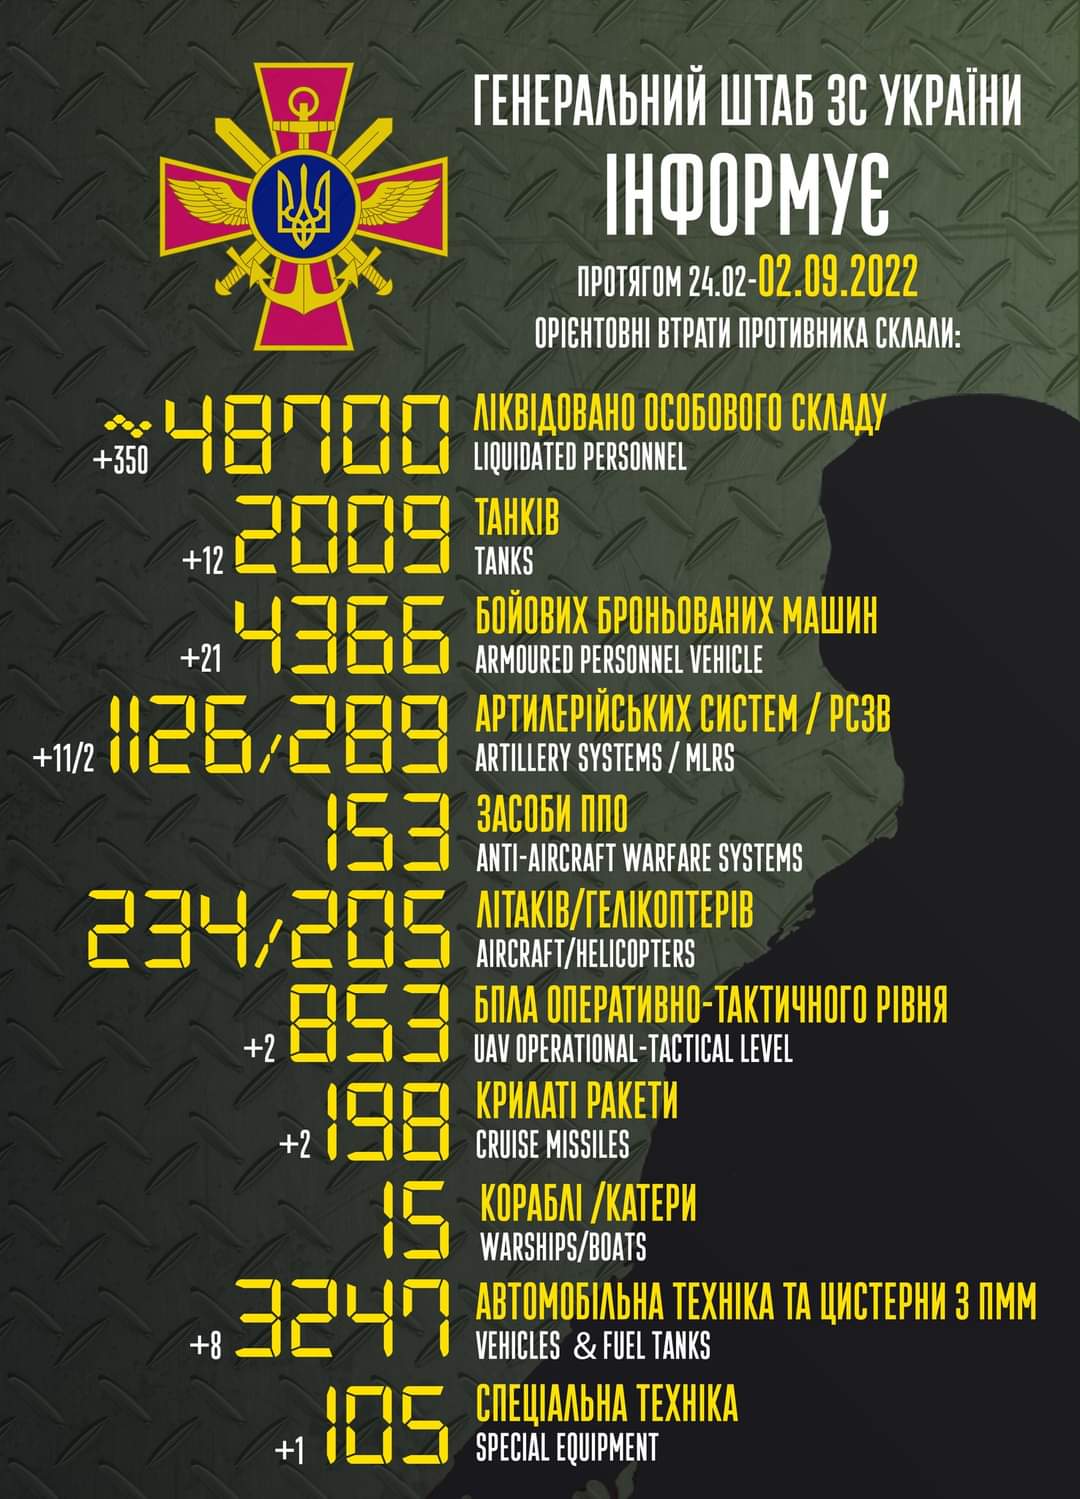 ГЕНЕРАЛЬНИЙ ШТАБ ЗС УКРАЇНИ
ІНФОРМУЄ
ПРОТЯГОМ 24.02-02.09.2022
ОРІЄНТОВНІ ВТРАТИ ПРОТИВНИКА СКЛАЛИ:
+350 ~48700 ЛІКВІДОВАНО ОСОБОВОГО СКЛАДУ
LIQUIDATED PERSONNEL
+12 2009 ТАНКІВ
TANKS
+21 4366 БОЙОВИХ БРОНЬОВАНИХ МАШИН
ARMOURED PERSONNEL VEHICLE
+11/2 1126/289 АРТИЛЕРІЙСЬКИХ СИСТЕМ / РСЗВ
ARTILLERY SYSTEMS / MLRS
153 ЗАСОБИ ППО
ANTI-AIRCRAFT WARFARE SYSTEMS
234/205 ЛІТАКІВ/ГЕЛІКОПТЕРІВ
AIRCRAFT/HELICOPTERS
+2 853 БПЛА ОПЕРАТИВНО-ТАКТИЧНОГО РІВНЯ
UAV OPERATIONAL-TACTICAL LEVEL
+2 198 КРИЛАТІ РАКЕТИ
CRUISE MISSILES
15 КОРАБЛІ /КАТЕРИ
WARSHIPS/BOATS
+8 3247 АВТОМОБІЛЬНА ТЕХНІКА ТА ЦИСТЕРНИ З ПММ
VEHICLES & FUEL TANKS
+1 105 СПЕЦІАЛЬНА ТЕХНІКА
SPECIAL EQUIPMENT